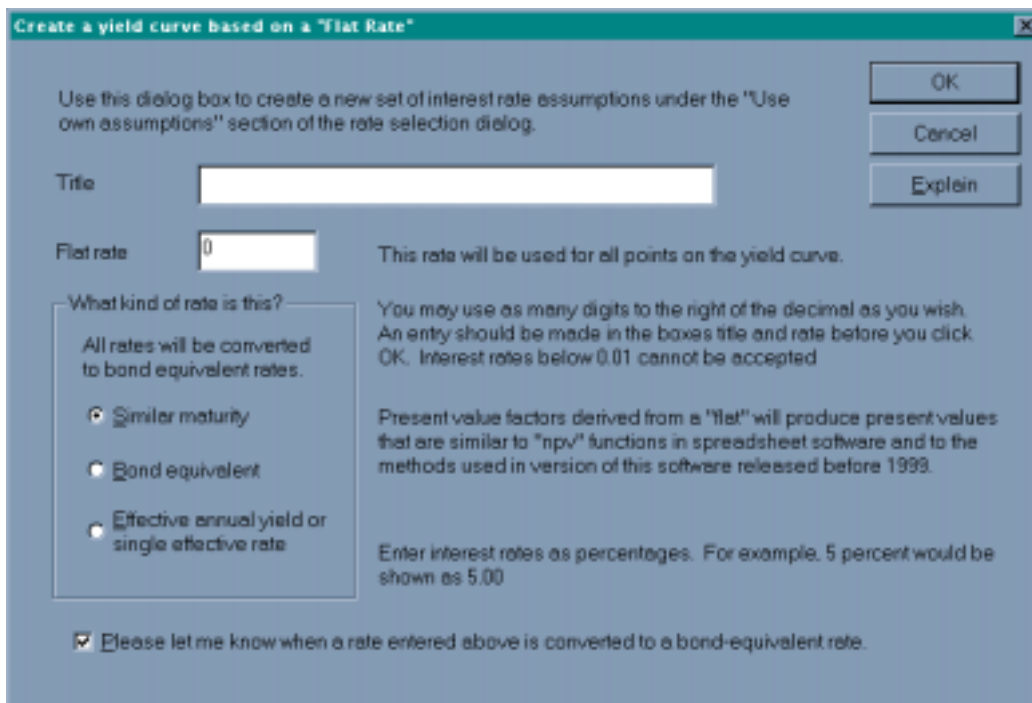 Create a yield curve based on a "Flat Rate"
Use this dialog box to create a new set of interest rate assumptions under the "Use
own assumptions" section of the rate selection dialog.
OK
Cancel
Explain
Title
Flat rate
0
This rate will be used for all points on the yield curve.
What kind of rate is this?
All rates will be converted
to bond equivalent rates.
Similar maturity
Bond equivalent
Effective annual yield or
single effective rate
You may use as many digits to the right of the decimal as you wish.
An entry should be made in the boxes title and rate before you click
OK. Interest rates below 0.01 cannot be accepted
Present value factors derived from a "flat" will produce present values
that are similar to "npv" functions in spreadsheet software and to the
methods used in version of this software released before 1999.
Enter interest rates as percentages. For example, 5 percent would be
shown as 5.00
Please let me know when a rate entered above is converted to a bond-equivalent rate.